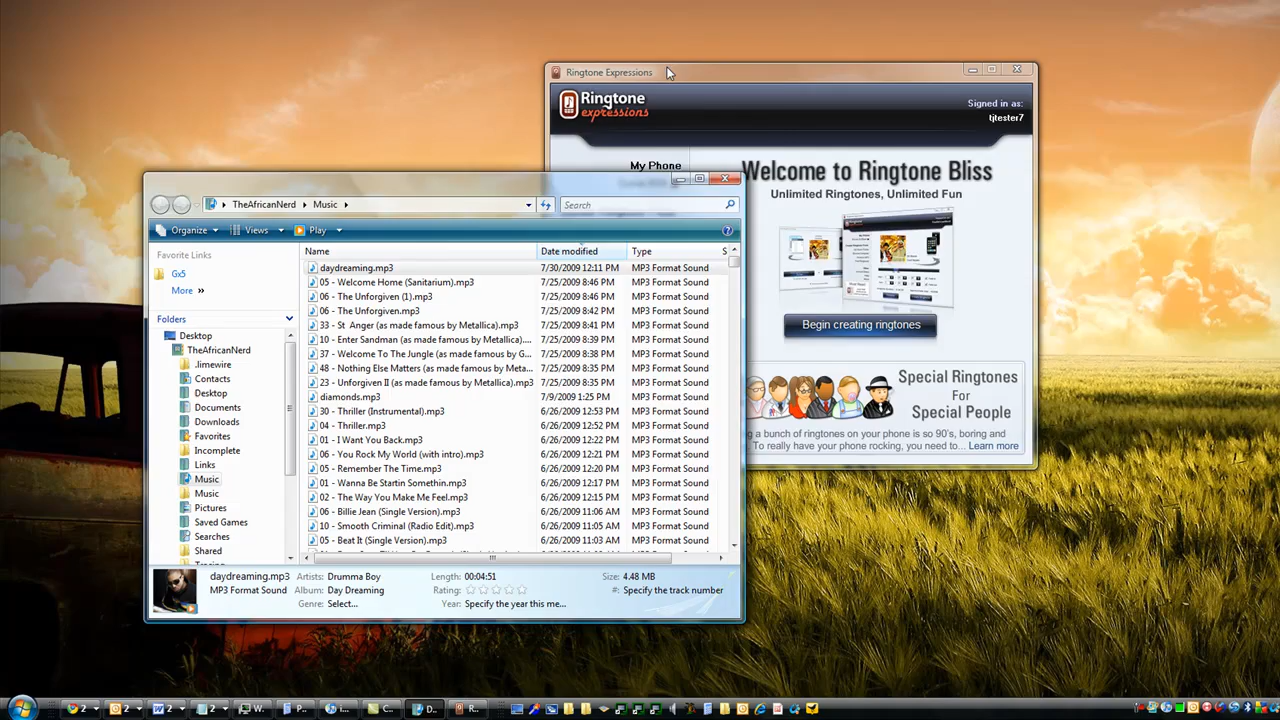 Ringtone Expressions
Ringtone
expressions
Signed in as:
tjtester7
My Phone
Welcome to Ringtone Bliss
Unlimited Ringtones, Unlimited Fun
Begin creating ringtones
Special Ringtones
For
Special People
g a bunch of ringtones on your phone is so 90's, boring and
To really have your phone rocking, you need to... Learn more
TheAfricanNerd Music
Search
Organize Views Play
Favorite Links
Gx5
More »
Folders
Desktop
TheAfricanNerd
.limewire
Contacts
Desktop
Documents
Downloads
Favorites
Incomplete
Links
Music
Music
Pictures
Saved Games
Searches
Shared
Name Date modified Type S
daydreaming.mp3 7/30/2009 12:11 PM MP3 Format Sound
05 - Welcome Home (Sanitarium).mp3 7/25/2009 8:46 PM MP3 Format Sound
06 - The Unforgiven (1).mp3 7/25/2009 8:46 PM MP3 Format Sound
06 - The Unforgiven.mp3 7/25/2009 8:42 PM MP3 Format Sound
33 - St Anger (as made famous by Metallica).mp3 7/25/2009 8:41 PM MP3 Format Sound
10 - Enter Sandman (as made famous by Metallica).mp3 7/25/2009 8:39 PM MP3 Format Sound
37 - Welcome To The Jungle (as made famous by G... 7/25/2009 8:38 PM MP3 Format Sound
48 - Nothing Else Matters (as made famous by Meta... 7/25/2009 8:35 PM MP3 Format Sound
23 - Unforgiven II (as made famous by Metallica).mp3 7/25/2009 8:35 PM MP3 Format Sound
diamonds.mp3 7/9/2009 1:25 PM MP3 Format Sound
30 - Thriller (Instrumental).mp3 6/26/2009 12:53 PM MP3 Format Sound
04 - Thriller.mp3 6/26/2009 12:52 PM MP3 Format Sound
01 - I Want You Back.mp3 6/26/2009 12:22 PM MP3 Format Sound
06 - You Rock My World (with intro).mp3 6/26/2009 12:21 PM MP3 Format Sound
05 - Remember The Time.mp3 6/26/2009 12:20 PM MP3 Format Sound
01 - Wanna Be Startin Somethin.mp3 6/26/2009 12:17 PM MP3 Format Sound
02 - The Way You Make Me Feel.mp3 6/26/2009 12:15 PM MP3 Format Sound
06 - Billie Jean (Single Version).mp3 6/26/2009 11:06 AM MP3 Format Sound
10 - Smooth Criminal (Radio Edit).mp3 6/26/2009 11:05 AM MP3 Format Sound
05 - Beat It (Single Version).mp3 6/26/2009 11:03 AM MP3 Format Sound
daydreaming.mp3 Artists: Drumma Boy Length: 00:04:51 Size: 4.48 MB
MP3 Format Sound Album: Day Dreaming Rating: #: Specify the track number
Genre: Select... Year: Specify the year this me...
2 2 2 2 W. P.. i... C... D.. R..